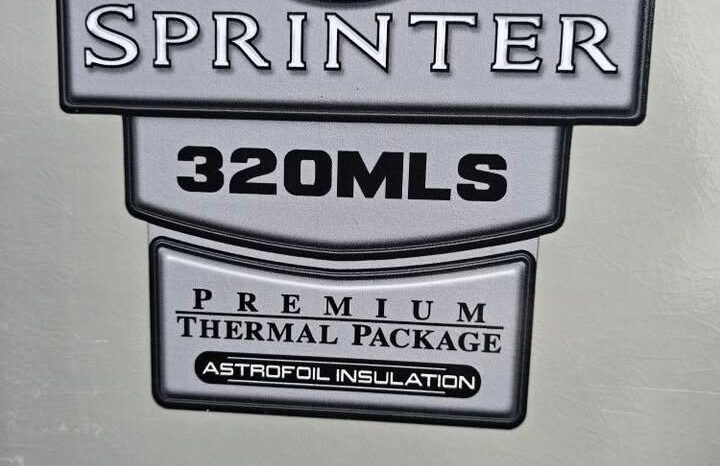 SPRINTER
320MLS
PREMIUM
THERMAL PACKAGE
ASTROFOIL INSULATION